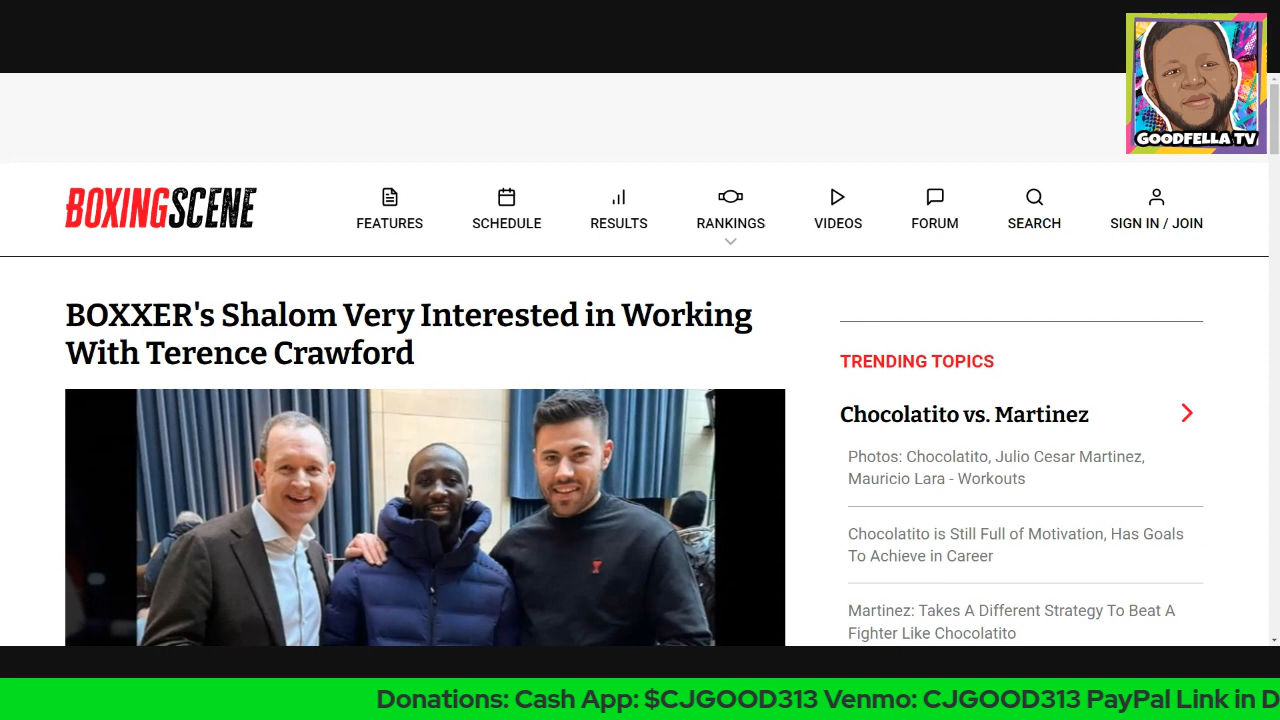 GOODFELLA TV
BOXINGSCENE
FEATURES
SCHEDULE
RESULTS
RANKINGS
VIDEOS
FORUM
SEARCH
SIGN IN / JOIN
BOXXER's Shalom Very Interested in Working
With Terence Crawford
TRENDING TOPICS
Chocolatito vs. Martinez
Photos: Chocolatito, Julio Cesar Martinez,
Mauricio Lara - Workouts
Chocolatito is Still Full of Motivation, Has Goals
To Achieve in Career
Martinez: Takes A Different Strategy To Beat A
Fighter Like Chocolatito
Donations: Cash App: $CJGOOD313 Venmo: CJGOOD313 PayPal Link in D